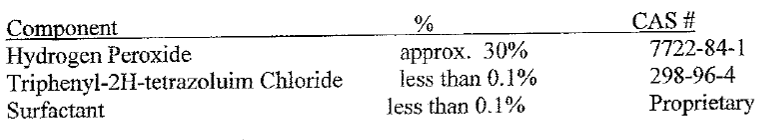 Component % CAS #
Hydrogen Peroxide approx. 30% 7722-84-1
Triphenyl-2H-tetrazoluim Chloride less than 0.1% 298-96-4
Surfactant less than 0.1% Proprietary